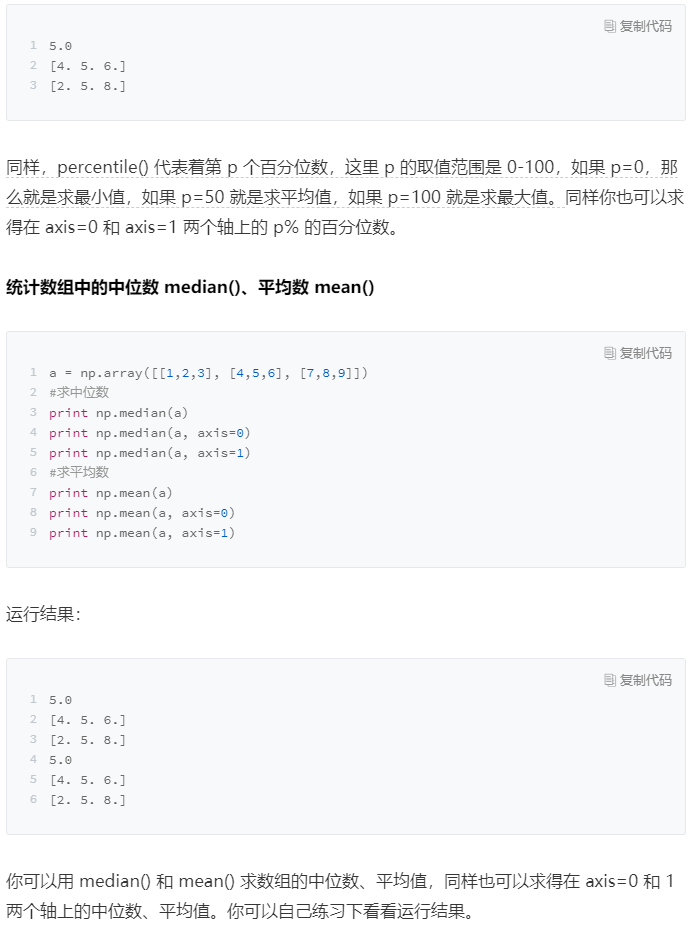 复制代码
1 5.0
2 [4. 5. 6.]
3 [2. 5. 8.]
同样，percentile() 代表着第 p 个百分位数，这里 p 的取值范围是 0-100，如果 p=0，那
么就是求最小值，如果 p=50 就是求平均值，如果 p=100 就是求最大值。同样你也可以求
得在 axis=0 和 axis=1 两个轴上的 p% 的百分位数。
统计数组中的中位数 median()、平均数 mean()
复制代码
1 a = np.array([[1,2,3], [4,5,6], [7,8,9]])
2 #求中位数
3 print np.median(a)
4 print np.median(a, axis=0)
5 print np.median(a, axis=1)
6 #求平均数
7 print np.mean(a)
8 print np.mean(a, axis=0)
9 print np.mean(a, axis=1)
运行结果：
复制代码
1 5.0
2 [4. 5. 6.]
3 [2. 5. 8.]
4 5.0
5 [4. 5. 6.]
6 [2. 5. 8.]
你可以用 median() 和 mean() 求数组的中位数、平均值，同样也可以求得在 axis=0 和 1
两个轴上的中位数、平均值。你可以自己练习下看看运行结果。